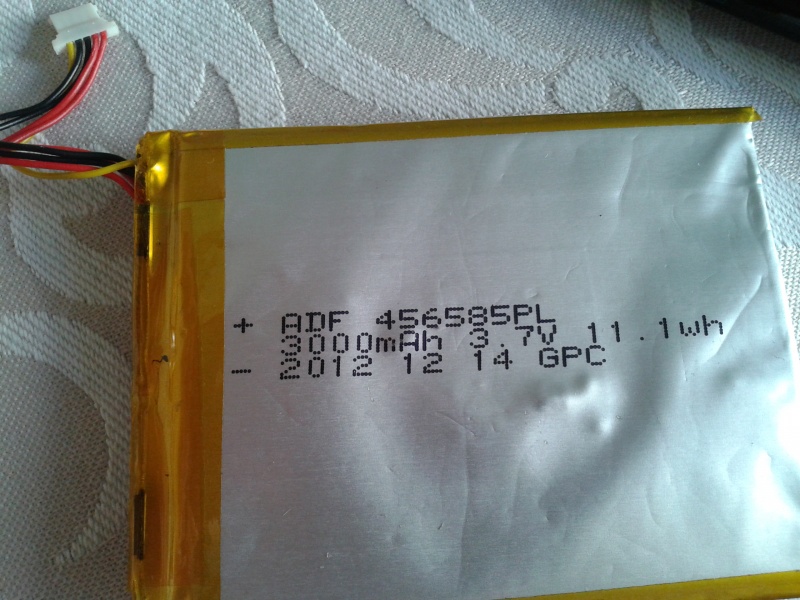 + ADF 456585PL
3000mAh 3.7V 11.1wh
- 2012 12 14 GPC